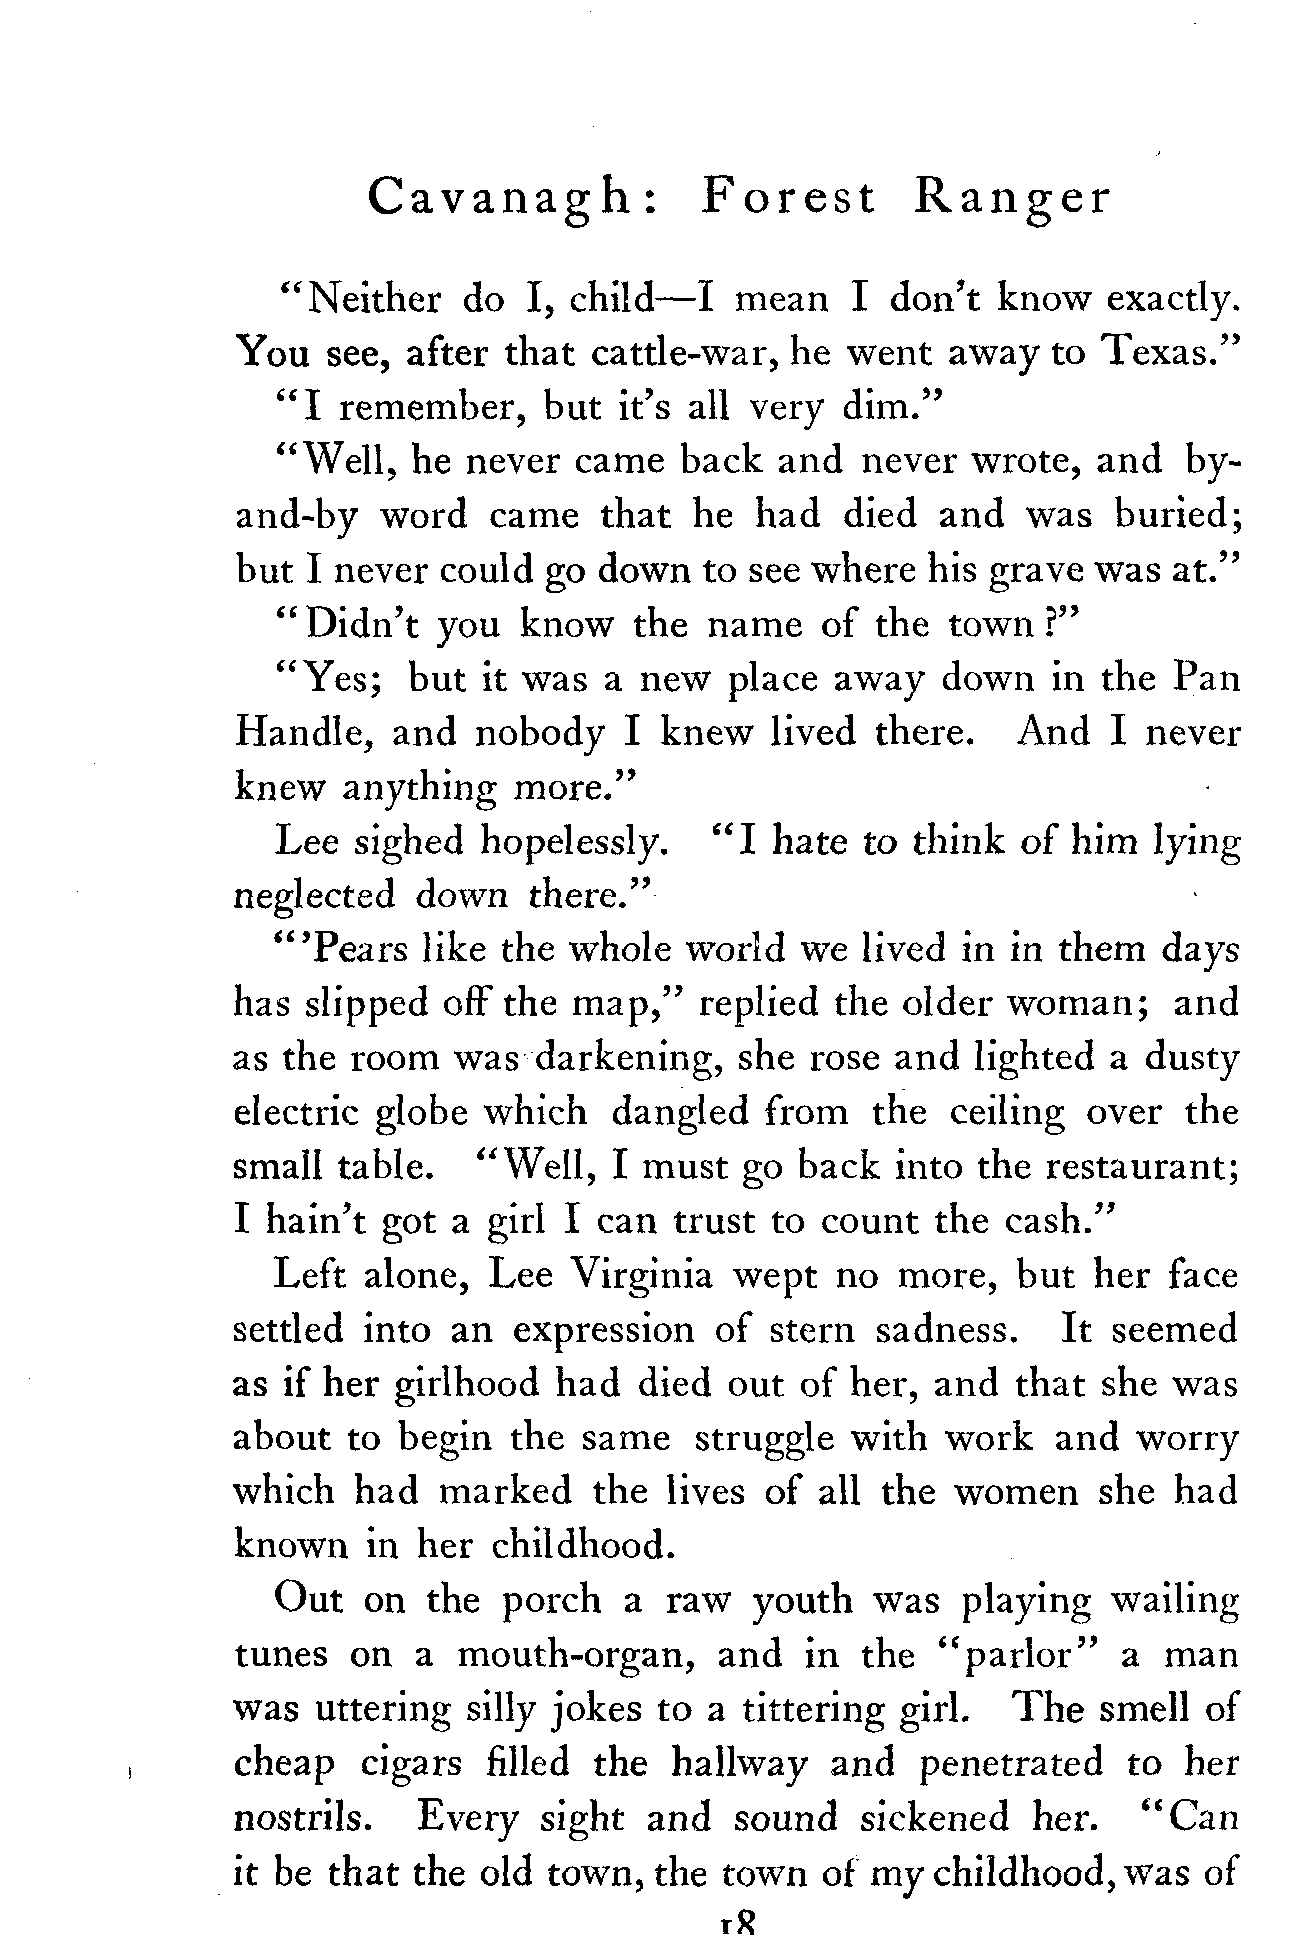 Cavanagh: Forest Ranger
“Neither do I, child—I mean I don’t know exactly.
You see, after that cattle-war, he went away to Texas.”
“I remember, but it’s all very dim.”
“Well, he never came back and never wrote, and by-
and-by word came that he had died and was buried;
but I never could go down to see where his grave was at.”
“Didn’t you know the name of the town?”
“Yes; but it was a new place away down in the Pan
Handle, and nobody I knew lived there. And I never
knew anything more.”
Lee sighed hopelessly. “I hate to think of him lying
neglected down there.”
“’Pears like the whole world we lived in in them days
has slipped off the map,” replied the older woman; and
as the room was darkening, she rose and lighted a dusty
electric globe which dangled from the ceiling over the
small table. “Well, I must go back into the restaurant;
I hain’t got a girl I can trust to count the cash.”
Left alone, Lee Virginia wept no more, but her face
settled into an expression of stern sadness. It seemed
as if her girlhood had died out of her, and that she was
about to begin the same struggle with work and worry
which had marked the lives of all the women she had
known in her childhood.
Out on the porch a raw youth was playing wailing
tunes on a mouth-organ, and in the “parlor” a man
was uttering silly jokes to a tittering girl. The smell of
cheap cigars filled the hallway and penetrated to her
nostrils. Every sight and sound sickened her. “Can
it be that the old town, the town of my childhood, was of
18